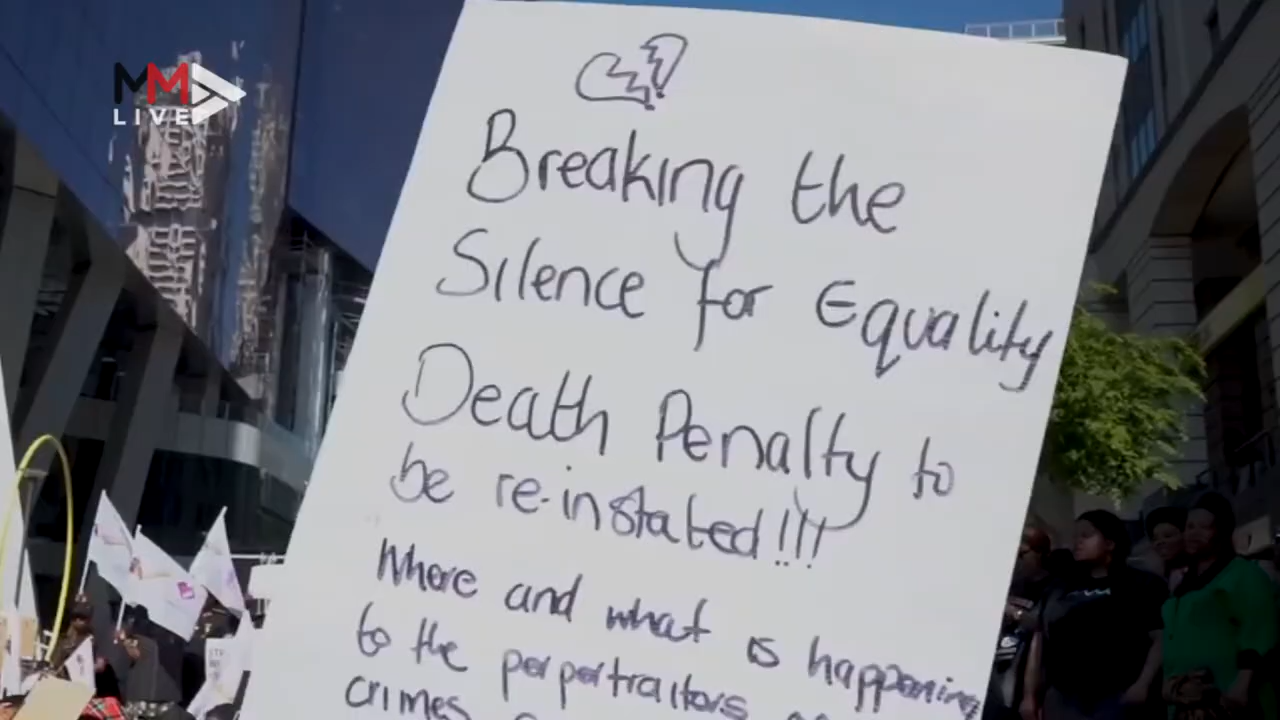 MM
LIVE
Breaking the
Silence for Equality
Death Penalty to
be re-instated!!!
Where and what is happening
to the perpertraitors
crimes